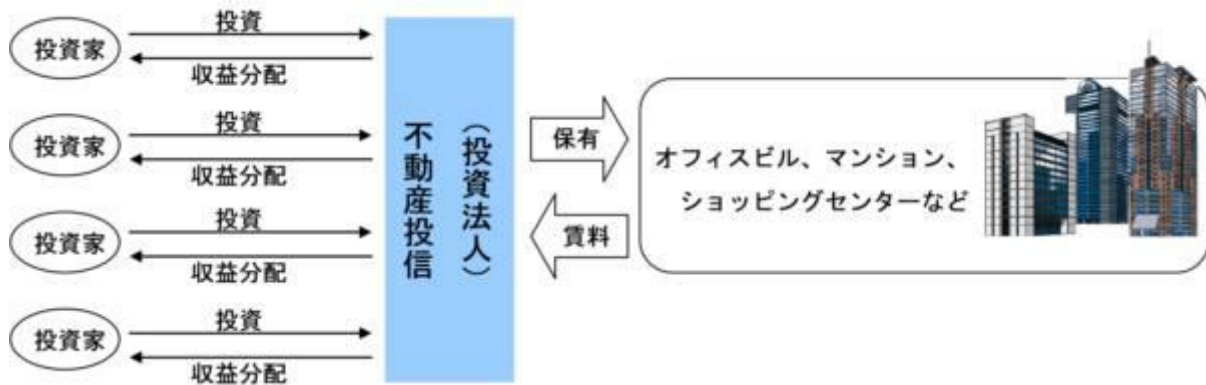 投資家
投資
収益分配
投資家
投資
収益分配
投資家
投資
収益分配
投資家
投資
収益分配
不動産投信
（投資法人）
保有
賃料
オフィスビル、マンション、
ショッピングセンターなど